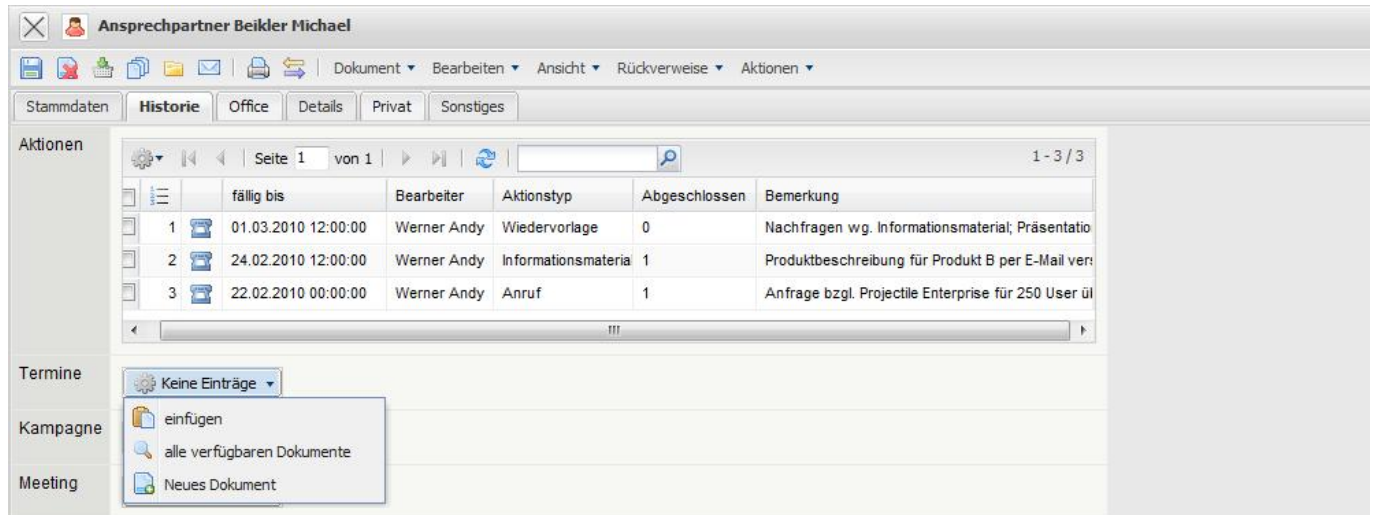 Ansprechpartner Beikler Michael
Dokument Bearbeiten Ansicht Rückverweise Aktionen
Stammdaten Historie Office Details Privat Sonstiges
Aktionen
Seite 1 von 1 1 - 3 / 3
fällig bis Bearbeiter Aktionstyp Abgeschlossen Bemerkung
1 01.03.2010 12:00:00 Werner Andy Wiedervorlage 0 Nachfragen wg. Informationsmaterial; Präsentatio
2 24.02.2010 12:00:00 Werner Andy Informationsmateria 1 Produktbeschreibung für Produkt B per E-Mail vers
3 22.02.2010 00:00:00 Werner Andy Anruf 1 Anfrage bzgl. Projectile Enterprise für 250 User ül
Termine
Keine Einträge
einfügen
Kampagne
alle verfügbaren Dokumente
Meeting
Neues Dokument